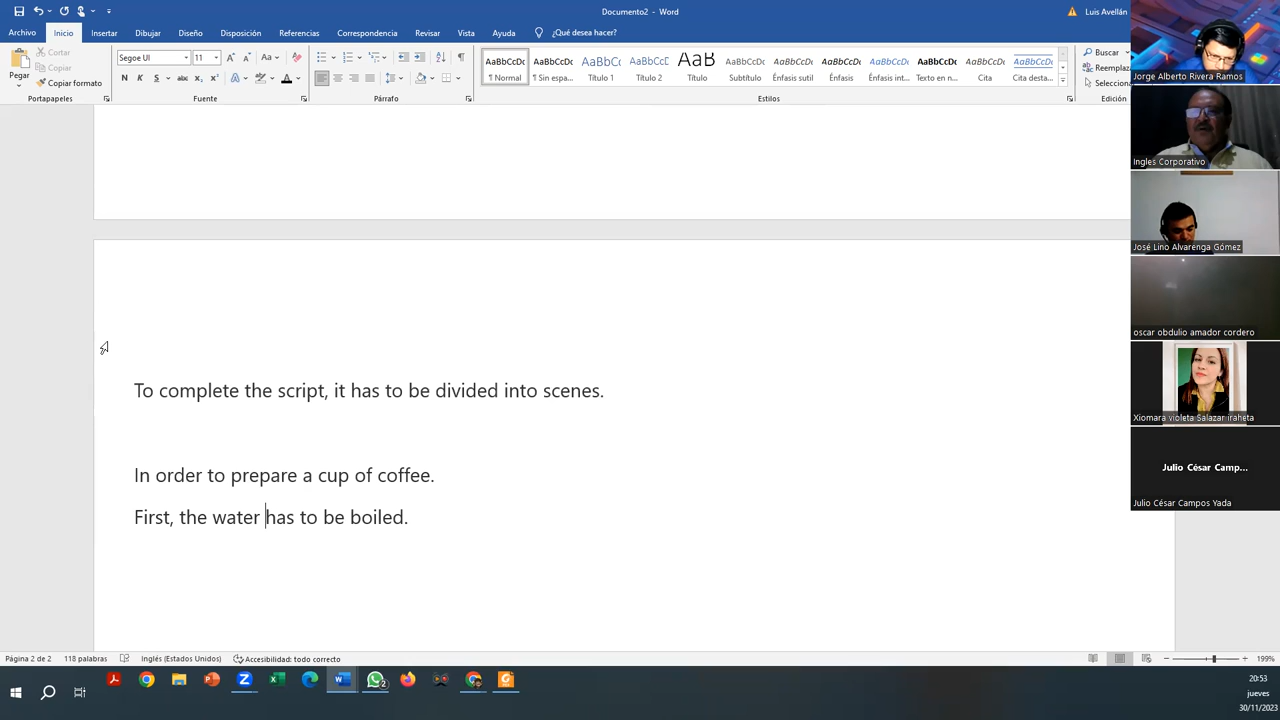 Documento2 - Word
Luis Avellán
Archivo Inicio Insertar Dibujar Diseño Disposición Referencias Correspondencia Revisar Vista Ayuda ¿Qué desea hacer?
Pegar
Cortar
Copiar
Copiar formato
Portapapeles
Segoe UI 11
Fuente
Párrafo
AaBbCcDc AaBbCcDc AaBbCc AaBbCcD AaB AaBbCcD AaBbCcDc AaBbCcDc AaBbCcDc AaBbCcDc AaBbCcDc AaBbCcDc
¶ Normal ¶ Sin espa... Título 1 Título 2 Título Subtítulo Énfasis sutil Énfasis Énfasis int... Texto en n... Cita Cita desta...
Estilos
Buscar
Reemplaza
Selecciona
Edición
To complete the script, it has to be divided into scenes.
In order to prepare a cup of coffee.
First, the water has to be boiled.
Jorge Alberto Rivera Ramos
Ingles Corporativo
José Lino Alvarenga Gómez
oscar obdulio amador cordero
Xiomara violeta Salazar iraheta
Julio César Camp...
Julio César Campos Yada
Página 2 de 2 118 palabras Inglés (Estados Unidos) Accesibilidad: todo correcto 199%
2
20:53
jueves
30/11/2023